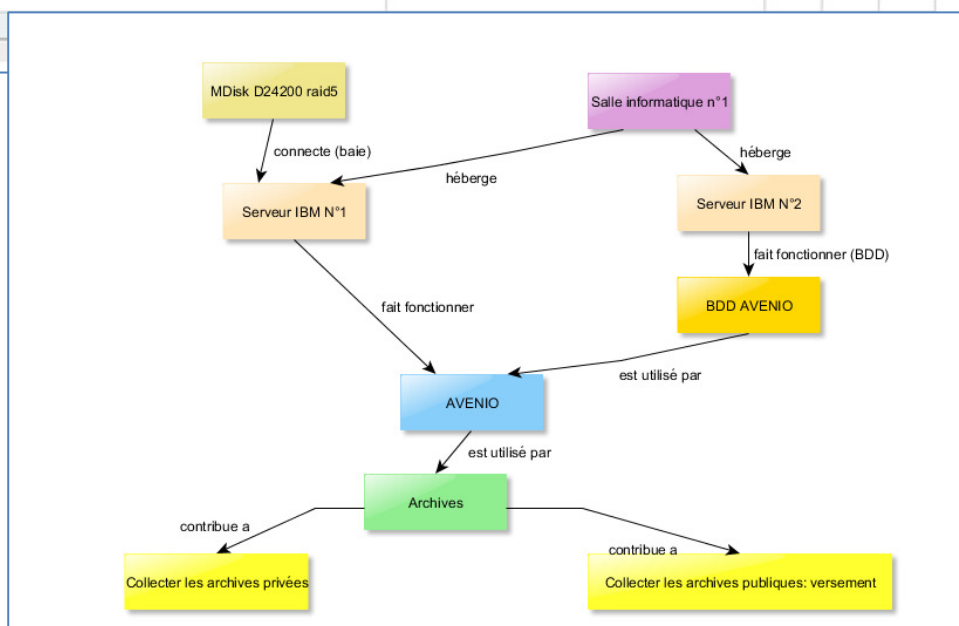 MDisk D24200 raid5
Salle informatique n°1
connecte (baie)
héberge
héberge
Serveur IBM N°1
Serveur IBM N°2
fait fonctionner (BDD)
fait fonctionner
BDD AVENIO
est utilisé par
AVENIO
est utilisé par
Archives
contribue a
contribue a
Collecter les archives privées
Collecter les archives publiques: versement